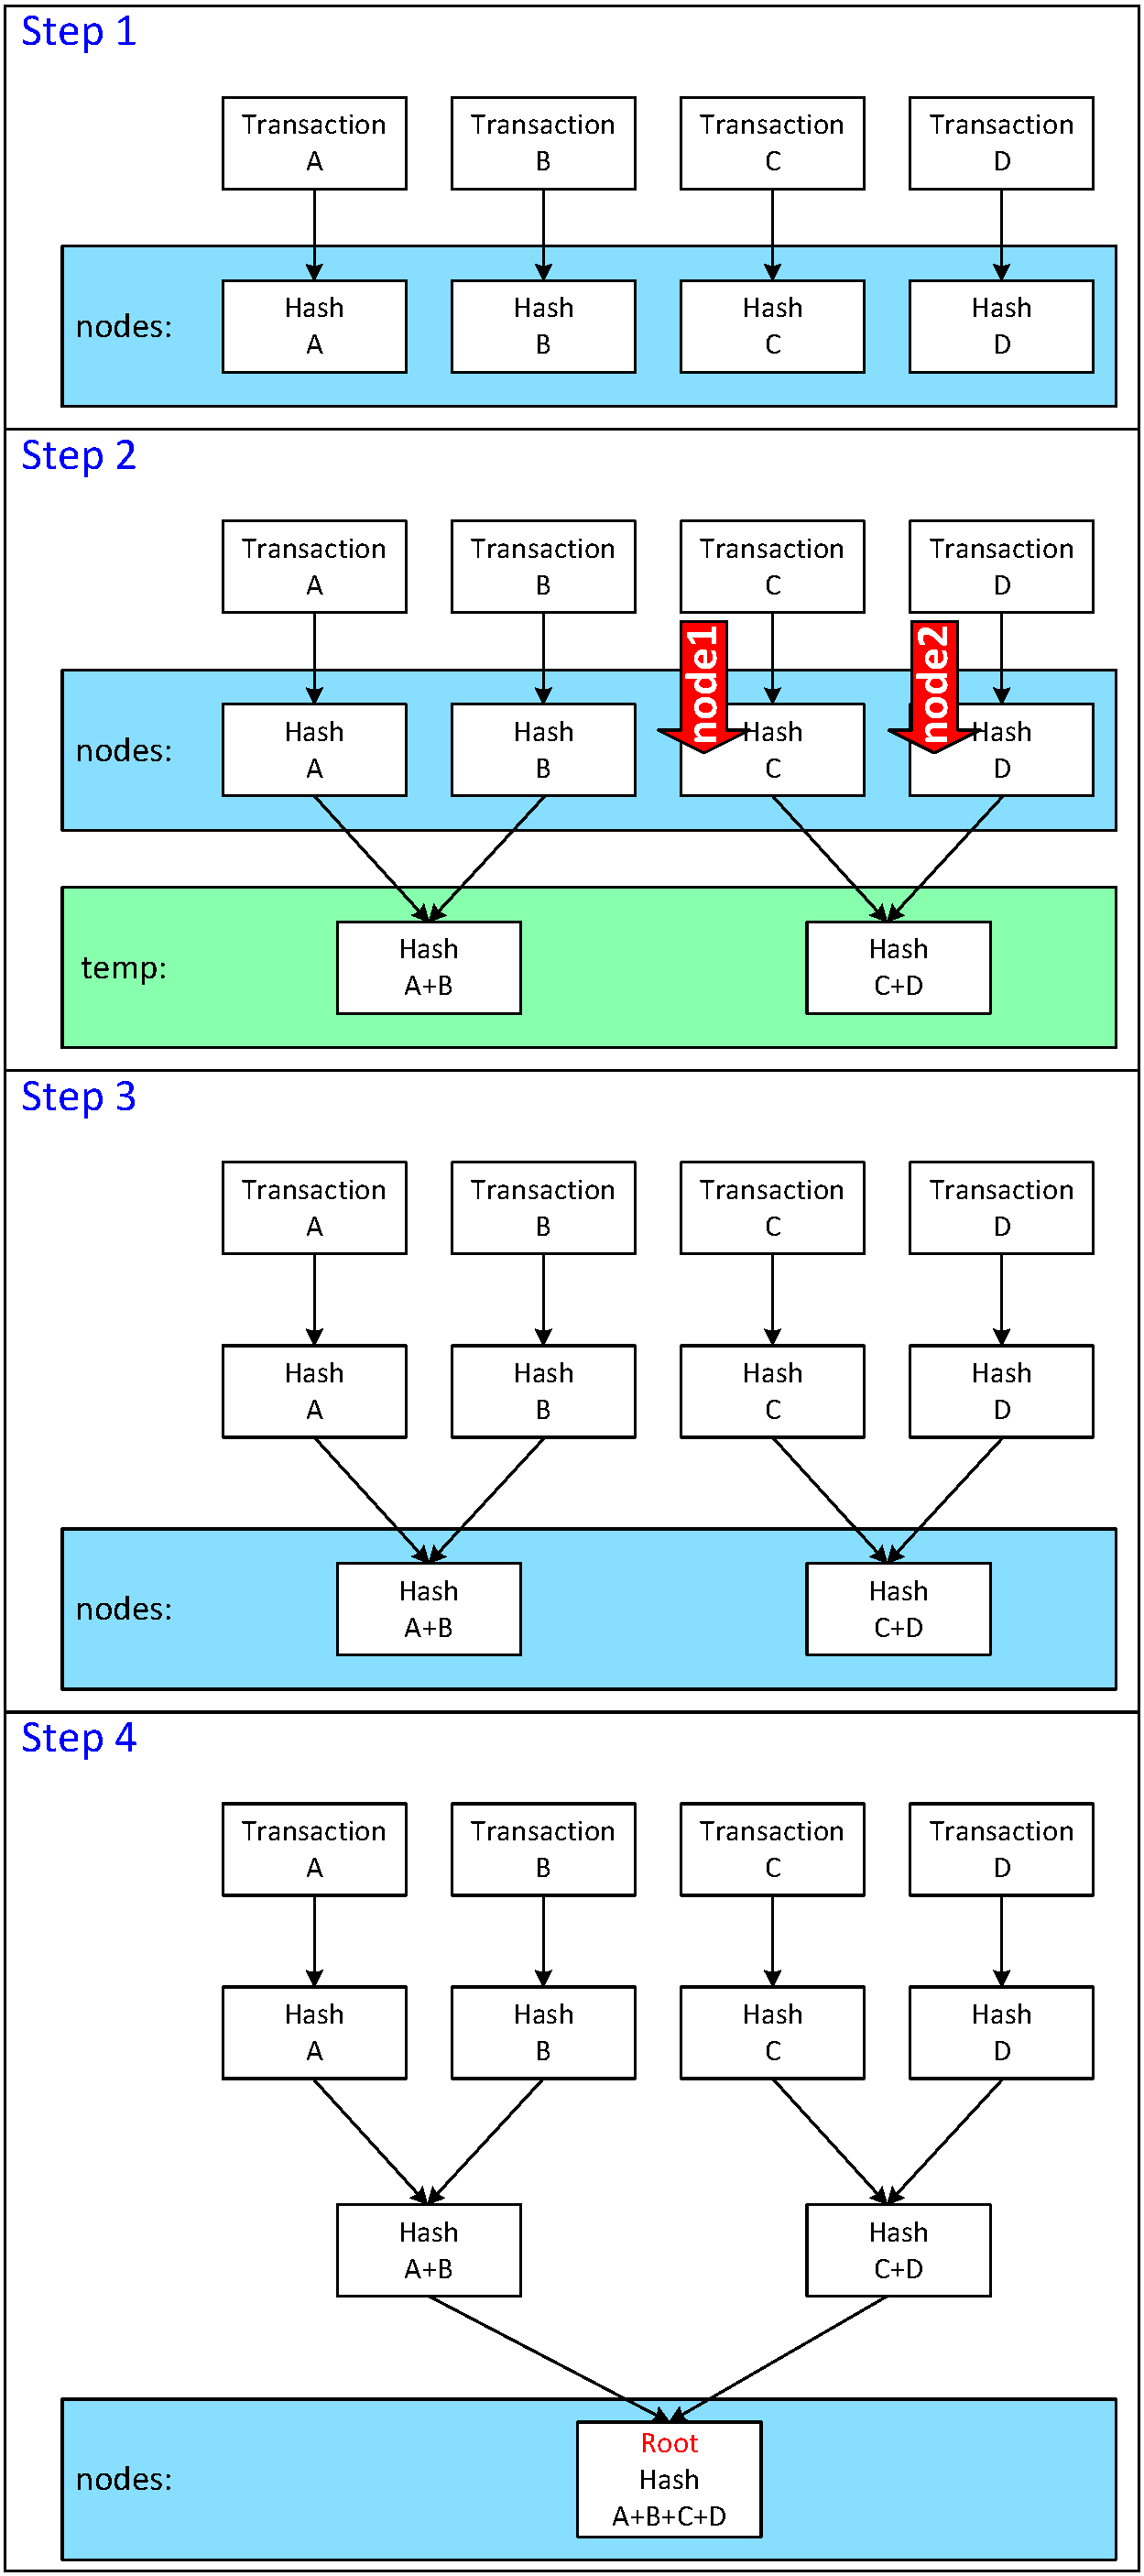 Step 1
Transaction Transaction Transaction Transaction
A B C D
nodes:
Hash Hash Hash Hash
A B C D
Step 2
Transaction Transaction Transaction Transaction
A B C D
node1 node2
nodes:
Hash Hash Hash Hash
A B C D
temp:
Hash Hash
A+B C+D
Step 3
Transaction Transaction Transaction Transaction
A B C D
Hash Hash Hash Hash
A B C D
nodes:
Hash Hash
A+B C+D
Step 4
Transaction Transaction Transaction Transaction
A B C D
Hash Hash Hash Hash
A B C D
Hash Hash
A+B C+D
nodes:
Root
Hash
A+B+C+D